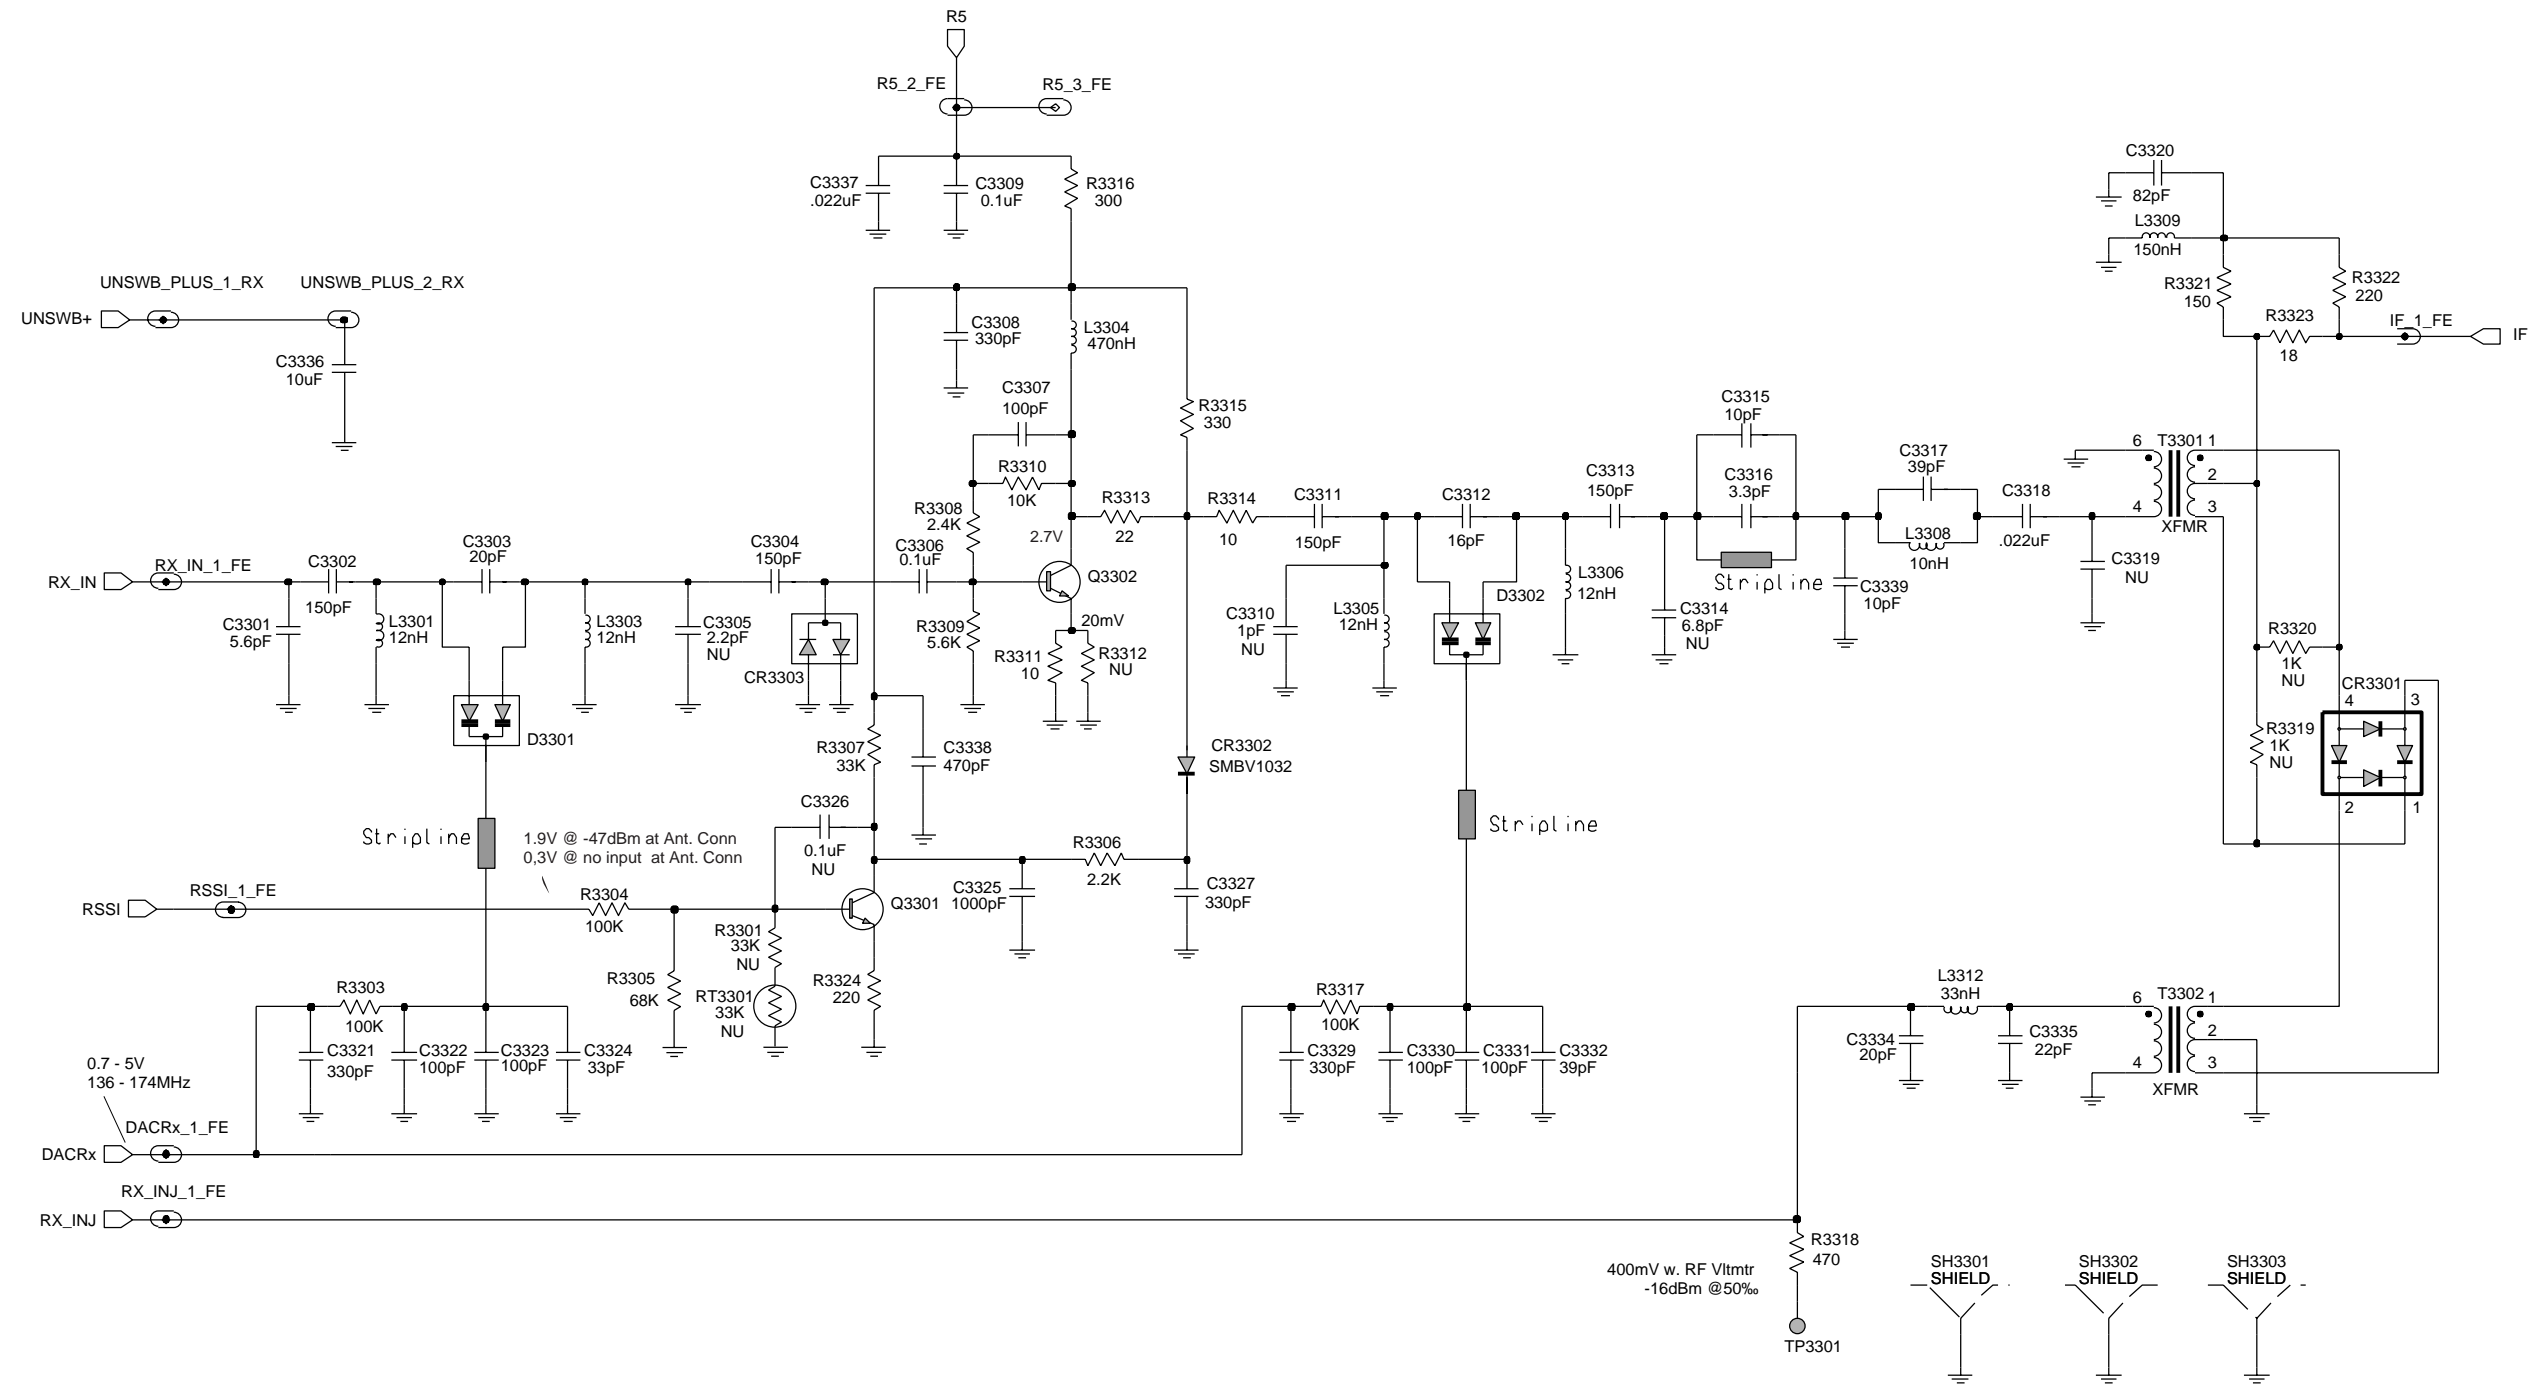 R5
R5_2_FE
R5_3_FE
C3337
.022uF
C3309
0.1uF
R3316
300
C3320
82pF
L3309
150nH
R3321
150
R3322
220
R3323
18
IF_1_FE
IF
UNSWB_PLUS_1_RX
UNSWB_PLUS_2_RX
UNSWB+
C3336
10uF
C3308
330pF
L3304
470nH
C3307
100pF
R3310
10K
R3315
330
R3308
2.4K
2.7V
R3313
22
R3314
10
C3311
150pF
C3312
16pF
C3313
150pF
C3315
10pF
C3316
3.3pF
Stripline
C3317
39pF
L3308
10nH
C3318
.022uF
6
T3301
1
2
4
3
XFMR
C3319
NU
RX_IN
RX_IN_1_FE
C3302
150pF
C3303
20pF
C3304
150pF
C3306
0.1uF
Q3302
C3301
5.6pF
L3301
12nH
L3303
12nH
C3305
2.2pF
NU
CR3303
R3309
5.6K
20mV
R3311
10
R3312
NU
C3310
1pF
NU
L3305
12nH
D3302
L3306
12nH
C3314
6.8pF
NU
C3339
10pF
R3320
1K
NU
CR3301
4
3
R3319
1K
NU
2
1
D3301
R3307
33K
C3338
470pF
CR3302
SMBV1032
Stripline
Stripline
1.9V @ -47dBm at Ant. Conn
0,3V @ no input at Ant. Conn
C3326
0.1uF
NU
R3306
2.2K
RSSI
RSSI_1_FE
R3304
100K
Q3301
C3325
1000pF
C3327
330pF
R3301
33K
NU
R3305
68K
RT3301
33K
NU
R3324
220
R3303
100K
C3321
330pF
C3322
100pF
C3323
100pF
C3324
33pF
R3317
100K
C3329
330pF
C3330
100pF
C3331
100pF
C3332
39pF
L3312
33nH
C3334
20pF
C3335
22pF
6
T3302
1
2
4
3
XFMR
0.7 - 5V
136 - 174MHz
DACRx
DACRx_1_FE
RX_INJ_1_FE
RX_INJ
R3318
470
400mV w. RF Vltmtr
-16dBm @50‰
TP3301
SH3301
SHIELD
SH3302
SHIELD
SH3303
SHIELD